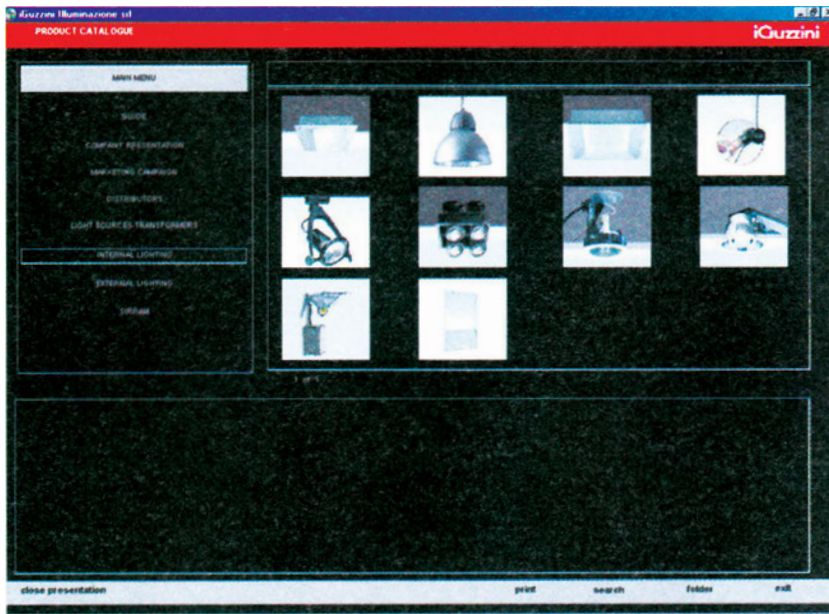 iGuzzini Illuminazione srl
PRODUCT CATALOGUE
iGuzzini
MAIN MENU
GUIDE
COMPANY PRESENTATION
MARKETING CAMPAIGN
DISTRIBUTORS
LIGHT SOURCES-TRANSFORMERS
INTERNAL LIGHTING
EXTERNAL LIGHTING
SIRRAH
close presentation
print
search
folder
exit